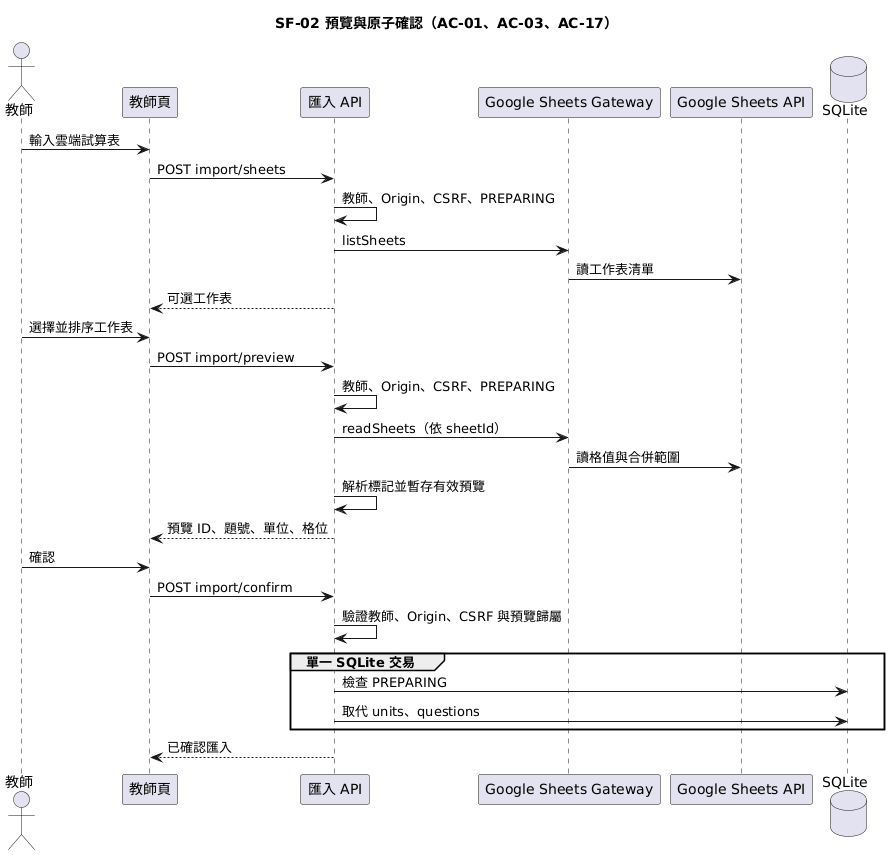 SF-02 預覽與原子確認（AC-01、AC-03、AC-17）
教師
教師頁
匯入 API
Google Sheets Gateway
Google Sheets API
SQLite
輸入雲端試算表
POST import/sheets
教師、Origin、CSRF、PREPARING
listSheets
讀工作表清單
可選工作表
選擇並排序工作表
POST import/preview
教師、Origin、CSRF、PREPARING
readSheets（依 sheetId）
讀格值與合併範圍
解析標記並暫存有效預覽
預覽 ID、題號、單位、格位
確認
POST import/confirm
驗證教師、Origin、CSRF 與預覽歸屬
單一 SQLite 交易
檢查 PREPARING
取代 units、questions
已確認匯入
教師
教師頁
匯入 API
Google Sheets Gateway
Google Sheets API
SQLite